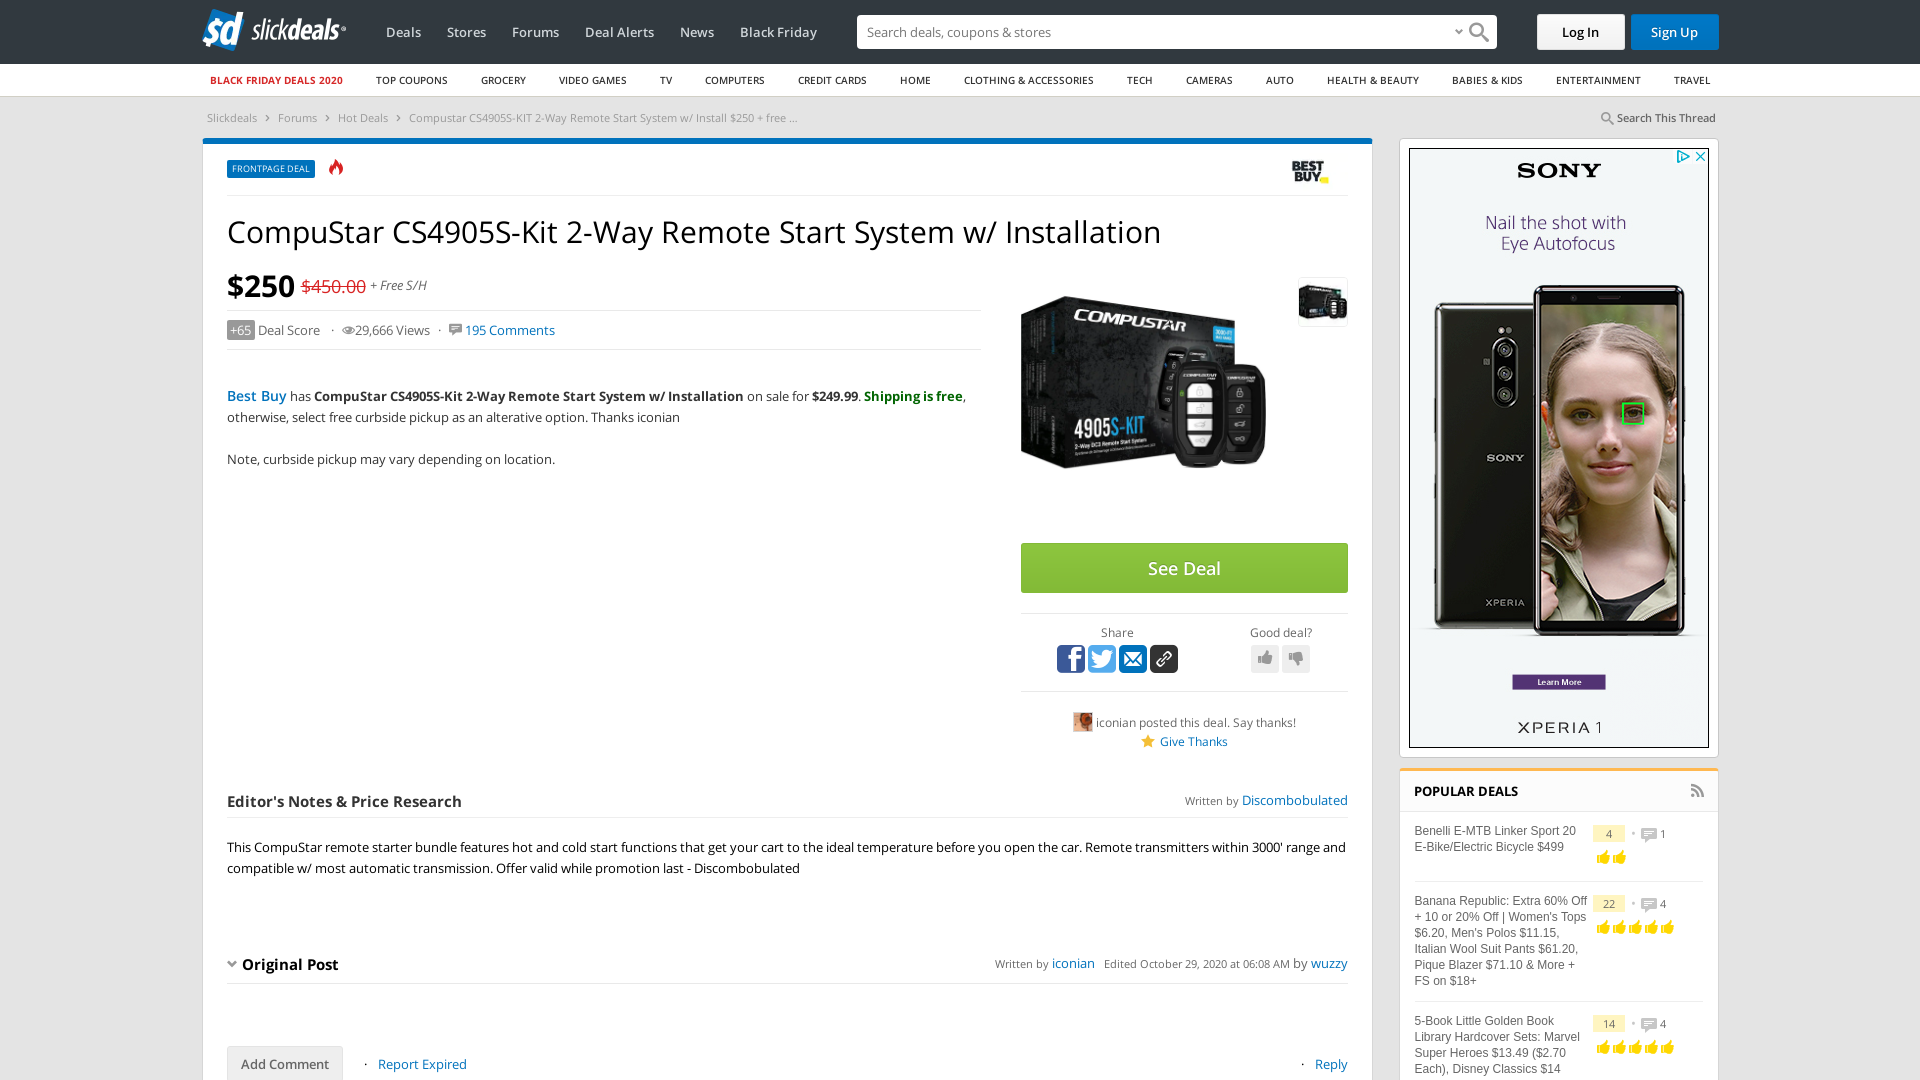 sd slickdeals
Deals
Stores
Forums
Deal Alerts
News
Black Friday
Search deals, coupons & stores
Log In
Sign Up
BLACK FRIDAY DEALS 2020
TOP COUPONS
GROCERY
VIDEO GAMES
TV
COMPUTERS
CREDIT CARDS
HOME
CLOTHING & ACCESSORIES
TECH
CAMERAS
AUTO
HEALTH & BEAUTY
BABIES & KIDS
ENTERTAINMENT
TRAVEL
Slickdeals > Forums > Hot Deals > Compustar CS4905S-KIT 2-Way Remote Start System w/ Install $250 + free ...
Search This Thread
FRONTPAGE DEAL
BEST BUY
CompuStar CS4905S-Kit 2-Way Remote Start System w/ Installation
$250 $450.00 + Free S/H
+65 Deal Score · 29,666 Views · 195 Comments
Best Buy has CompuStar CS4905S-Kit 2-Way Remote Start System w/ Installation on sale for $249.99. Shipping is free,
otherwise, select free curbside pickup as an alterative option. Thanks iconian
Note, curbside pickup may vary depending on location.
COMPUSTAR
4905S-KIT
2-Way DC3 Remote Start System
See Deal
Share
Good deal?
iconian posted this deal. Say thanks!
Give Thanks
Editor's Notes & Price Research
Written by Discombobulated
This CompuStar remote starter bundle features hot and cold start functions that get your cart to the ideal temperature before you open the car. Remote transmitters within 3000' range and
compatible w/ most automatic transmission. Offer valid while promotion last - Discombobulated
Original Post
Written by iconian Edited October 29, 2020 at 06:08 AM by wuzzy
Add Comment
· Report Expired
· Reply
SONY
Nail the shot with
Eye Autofocus
SONY
XPERIA
Learn More
XPERIA 1
POPULAR DEALS
Benelli E-MTB Linker Sport 20
E-Bike/Electric Bicycle $499
4 • 1
Banana Republic: Extra 60% Off
+ 10 or 20% Off | Women's Tops
$6.20, Men's Polos $11.15,
Italian Wool Suit Pants $61.20,
Pique Blazer $71.10 & More +
FS on $18+
22 • 4
5-Book Little Golden Book
Library Hardcover Sets: Marvel
Super Heroes $13.49 ($2.70
Each), Disney Classics $14
14 • 4